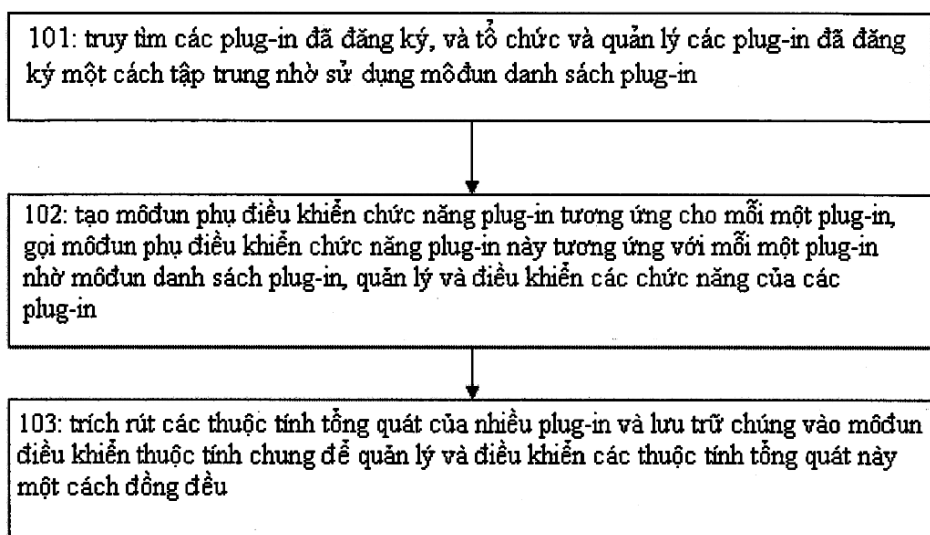 101: truy tìm các plug-in đã đăng ký, và tổ chức và quản lý các plug-in đã đăng
ký một cách tập trung nhờ sử dụng môđun danh sách plug-in
102: tạo môđun phụ điều khiển chức năng plug-in tương ứng cho mỗi một plug-in,
gọi môđun phụ điều khiển chức năng plug-in này tương ứng với mỗi một plug-in
nhờ môđun danh sách plug-in, quản lý và điều khiển các chức năng của các
plug-in
103: trích rút các thuộc tính tổng quát của nhiều plug-in và lưu trữ chúng vào môđun
điều khiển thuộc tính chung để quản lý và điều khiển các thuộc tính tổng quát này
một cách đồng đều